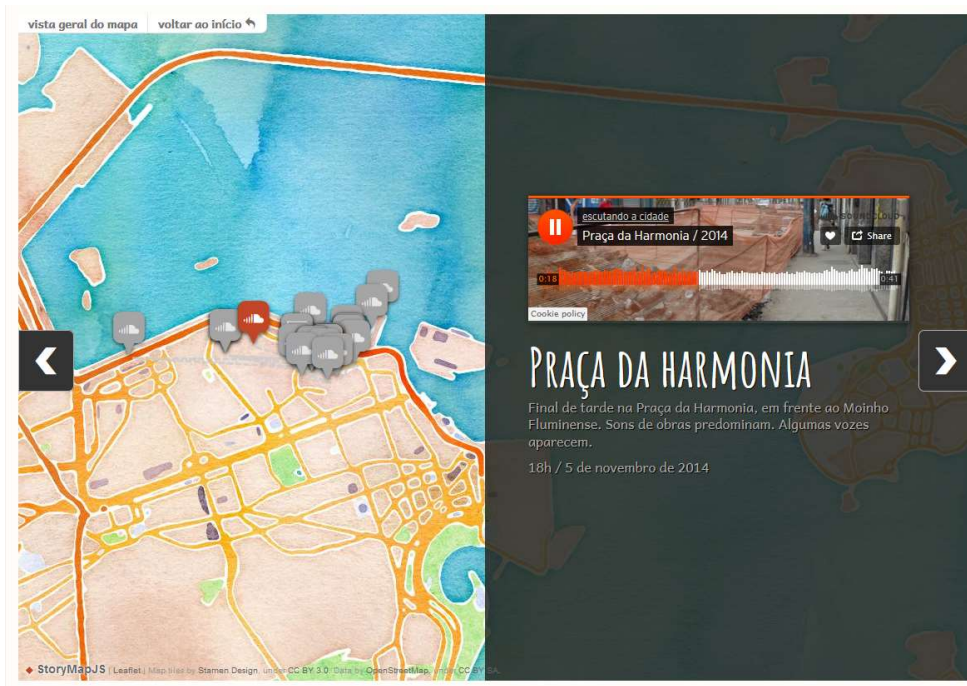 vista geral do mapa voltar ao início
escutando a cidade
Praça da Harmonia / 2014
SOUNDCLOUD
Share
0:18
0:41
Cookie policy
PRAÇA DA HARMONIA
Final de tarde na Praça da Harmonia, em frente ao Moinho
Fluminense. Sons de obras predominam. Algumas vozes
aparecem.
18h / 5 de novembro de 2014
StoryMapJS | Leaflet | Map tiles by Stamen Design, under CC BY 3.0. Data by OpenStreetMap, under CC BY SA.